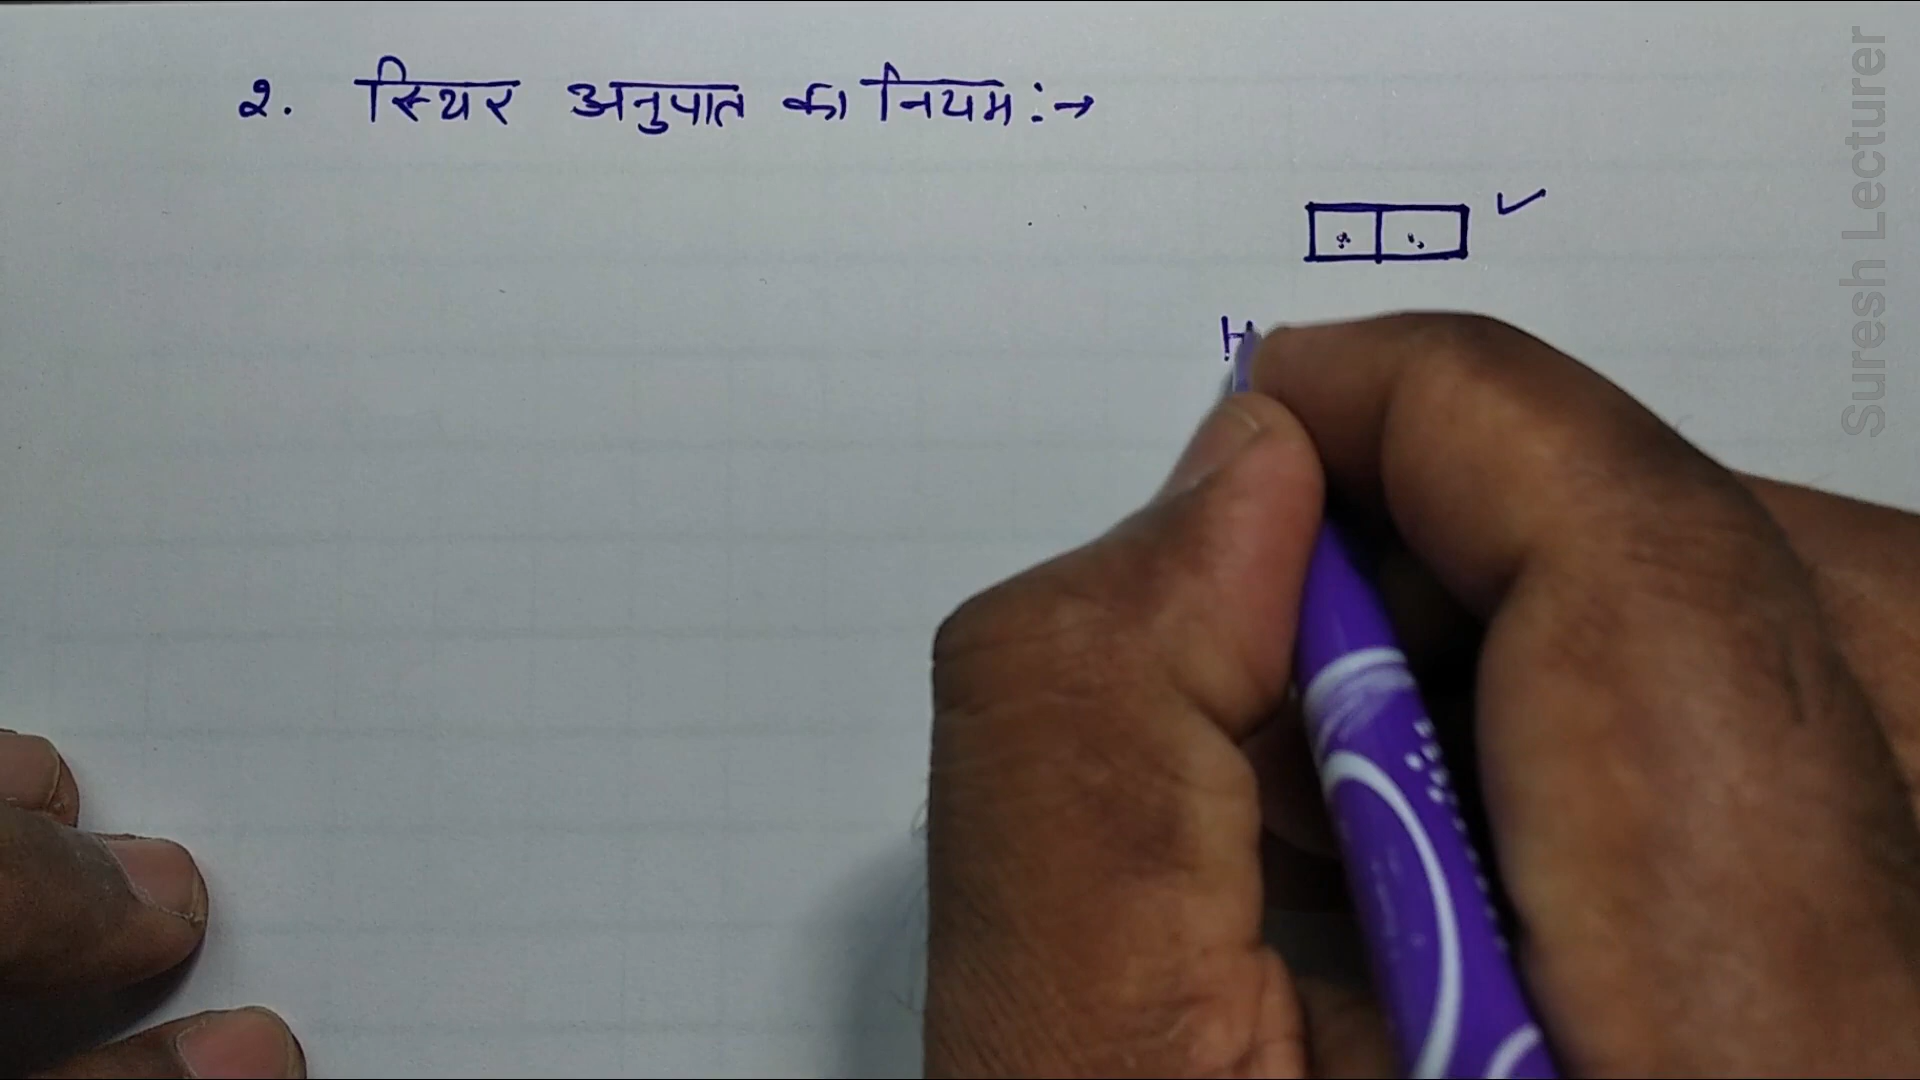 २. स्थिर अनुपात का नियम :→
H
Suresh Lecturer